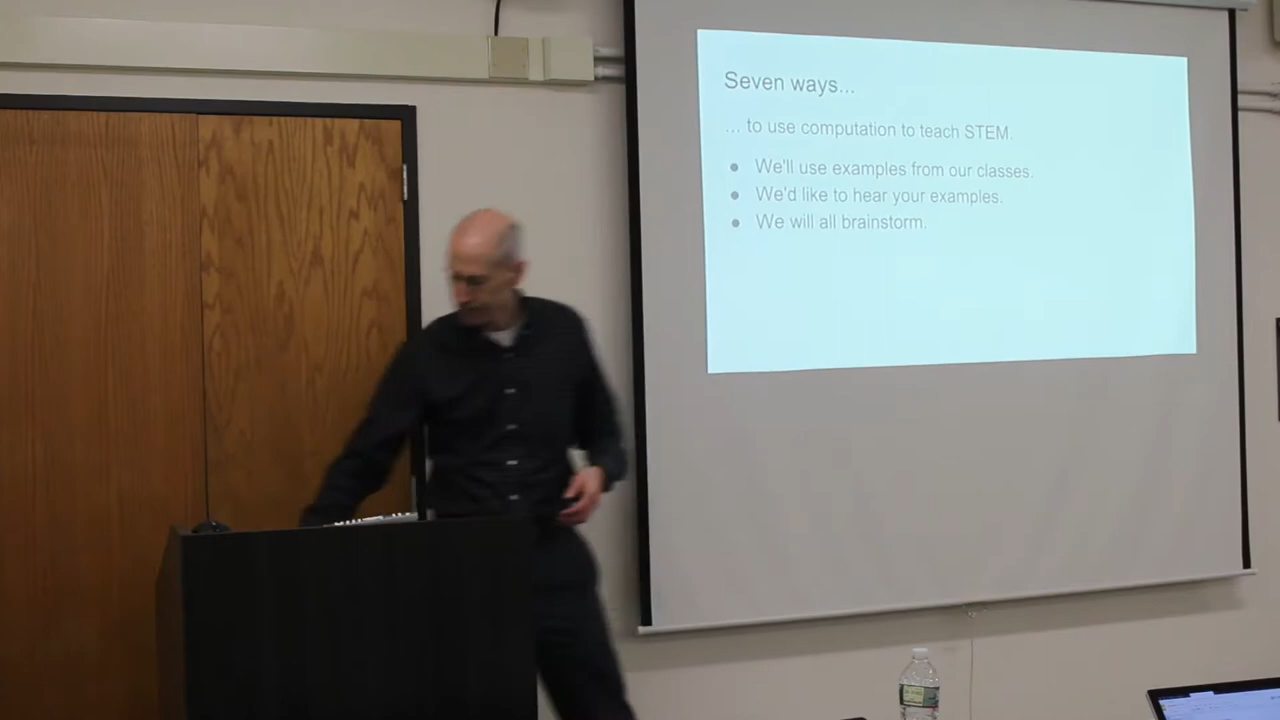 Seven ways...
... to use computation to teach STEM.
● We'll use examples from our classes.
● We'd like to hear your examples.
● We will all brainstorm.